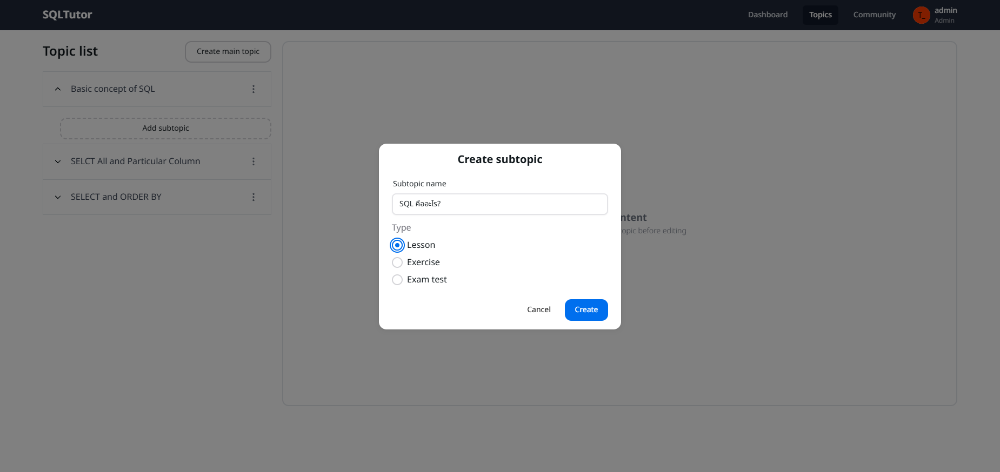 SQLTutor
Dashboard
Topics
Community
T_
admin
Admin
Topic list
Create main topic
Basic concept of SQL
Add subtopic
SELCT All and Particular Column
SELECT and ORDER BY
ntent
opic before editing
Create subtopic
Subtopic name
SQL คืออะไร?
Type
Lesson
Exercise
Exam test
Cancel
Create